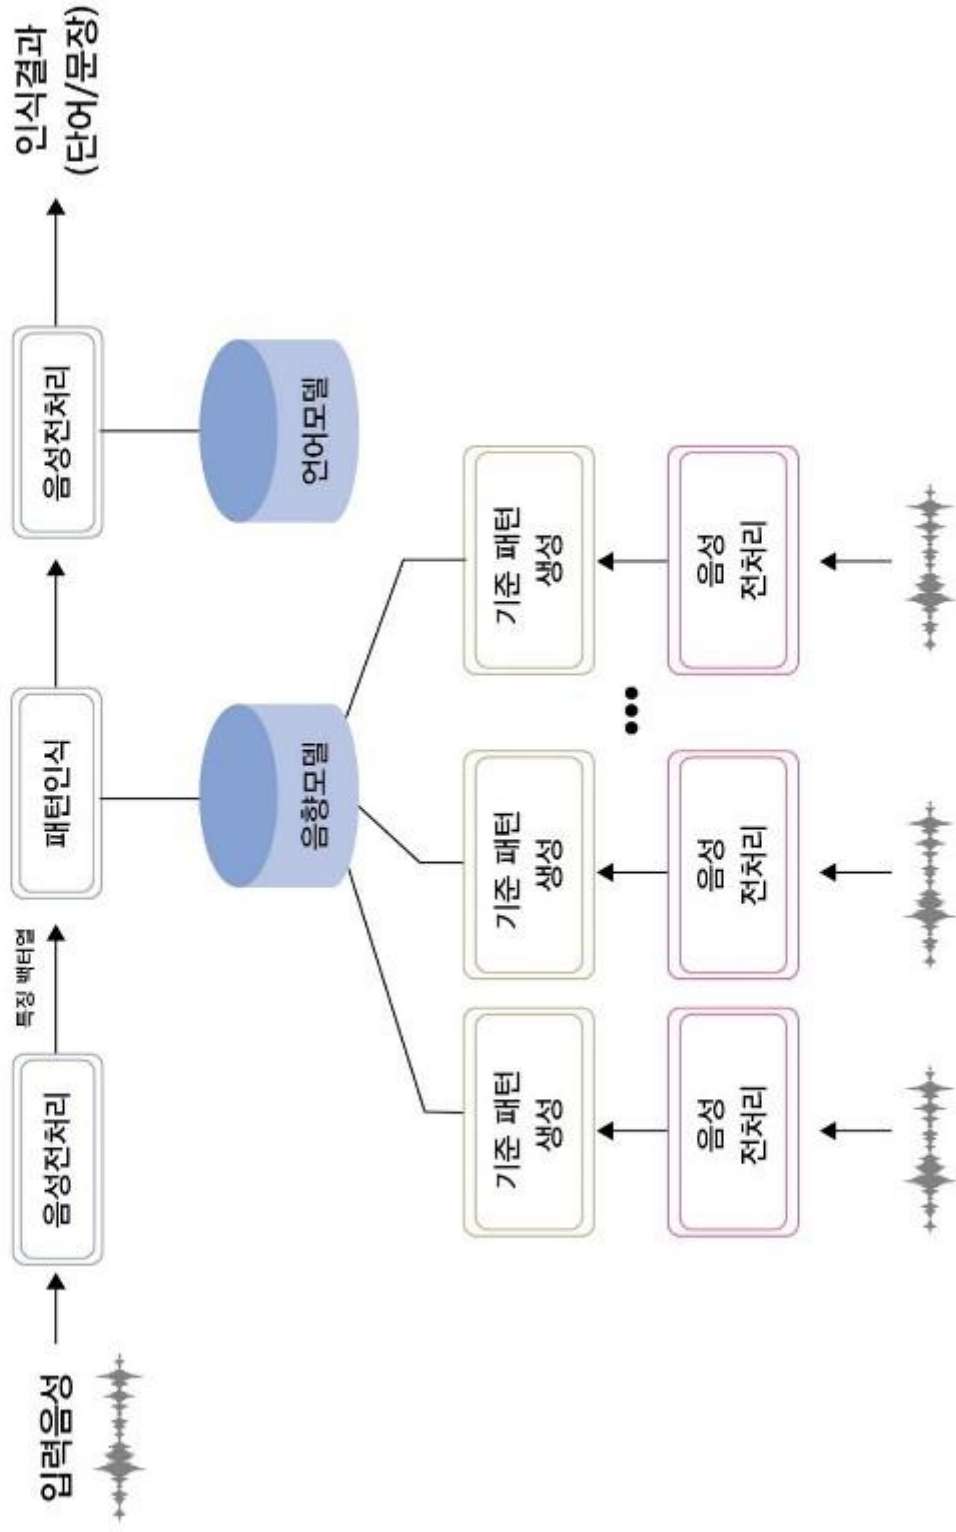 입력음성
음성전처리
특징 백터열
패턴인식
음성전처리
인식결과
(단어/문장)
음향모델
언어모델
기준 패턴
생성
기준 패턴
생성
기준 패턴
생성
음성
전처리
음성
전처리
음성
전처리